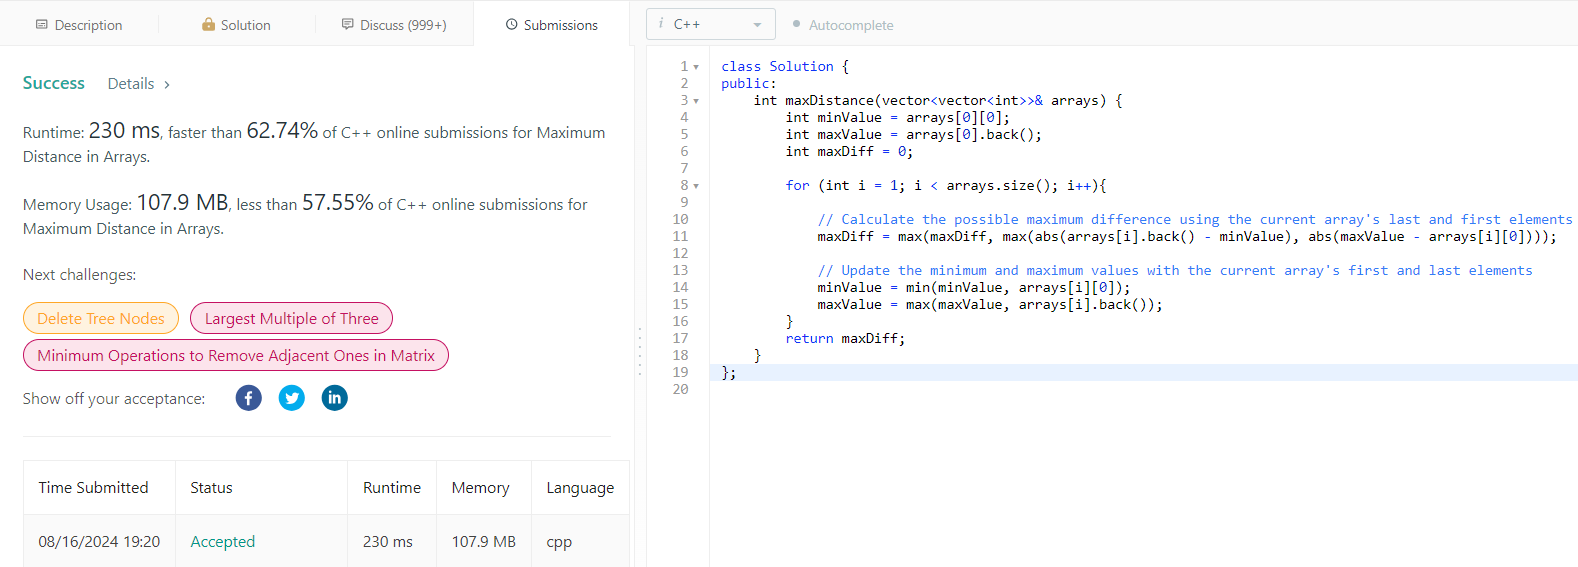 Description
Solution
Discuss (999+)
Submissions
Success
Details
Runtime: 230 ms, faster than 62.74% of C++ online submissions for Maximum
Distance in Arrays.
Memory Usage: 107.9 MB, less than 57.55% of C++ online submissions for
Maximum Distance in Arrays.
Next challenges:
Delete Tree Nodes
Largest Multiple of Three
Minimum Operations to Remove Adjacent Ones in Matrix
Show off your acceptance:
Time Submitted Status Runtime Memory Language
08/16/2024 19:20 Accepted 230 ms 107.9 MB cpp
i C++
Autocomplete
1 class Solution {
2 public:
3     int maxDistance(vector<vector<int>>& arrays) {
4         int minValue = arrays[0][0];
5         int maxValue = arrays[0].back();
6         int maxDiff = 0;
7
8         for (int i = 1; i < arrays.size(); i++){
9
10             // Calculate the possible maximum difference using the current array's last and first elements
11             maxDiff = max(maxDiff, max(abs(arrays[i].back() - minValue), abs(maxValue - arrays[i][0])));
12
13             // Update the minimum and maximum values with the current array's first and last elements
14             minValue = min(minValue, arrays[i][0]);
15             maxValue = max(maxValue, arrays[i].back());
16         }
17         return maxDiff;
18     }
19 };
20